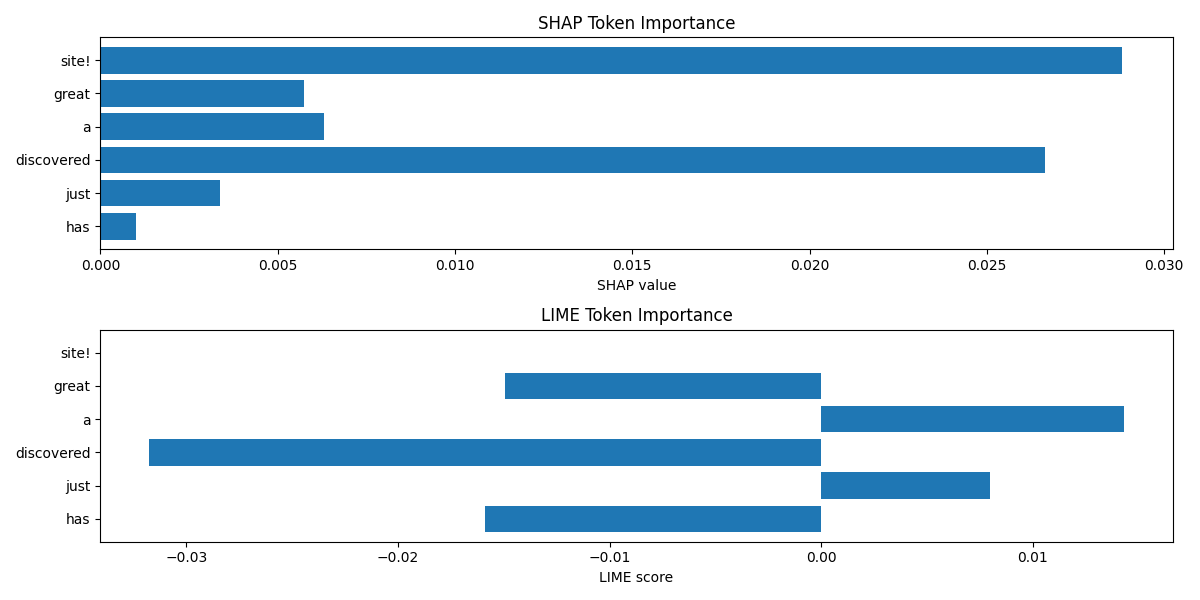 SHAP Token Importance
site!
great
a
discovered
just
has
0.000 0.005 0.010 0.015 0.020 0.025 0.030
SHAP value
LIME Token Importance
site!
great
a
discovered
just
has
−0.03 −0.02 −0.01 0.00 0.01
LIME score